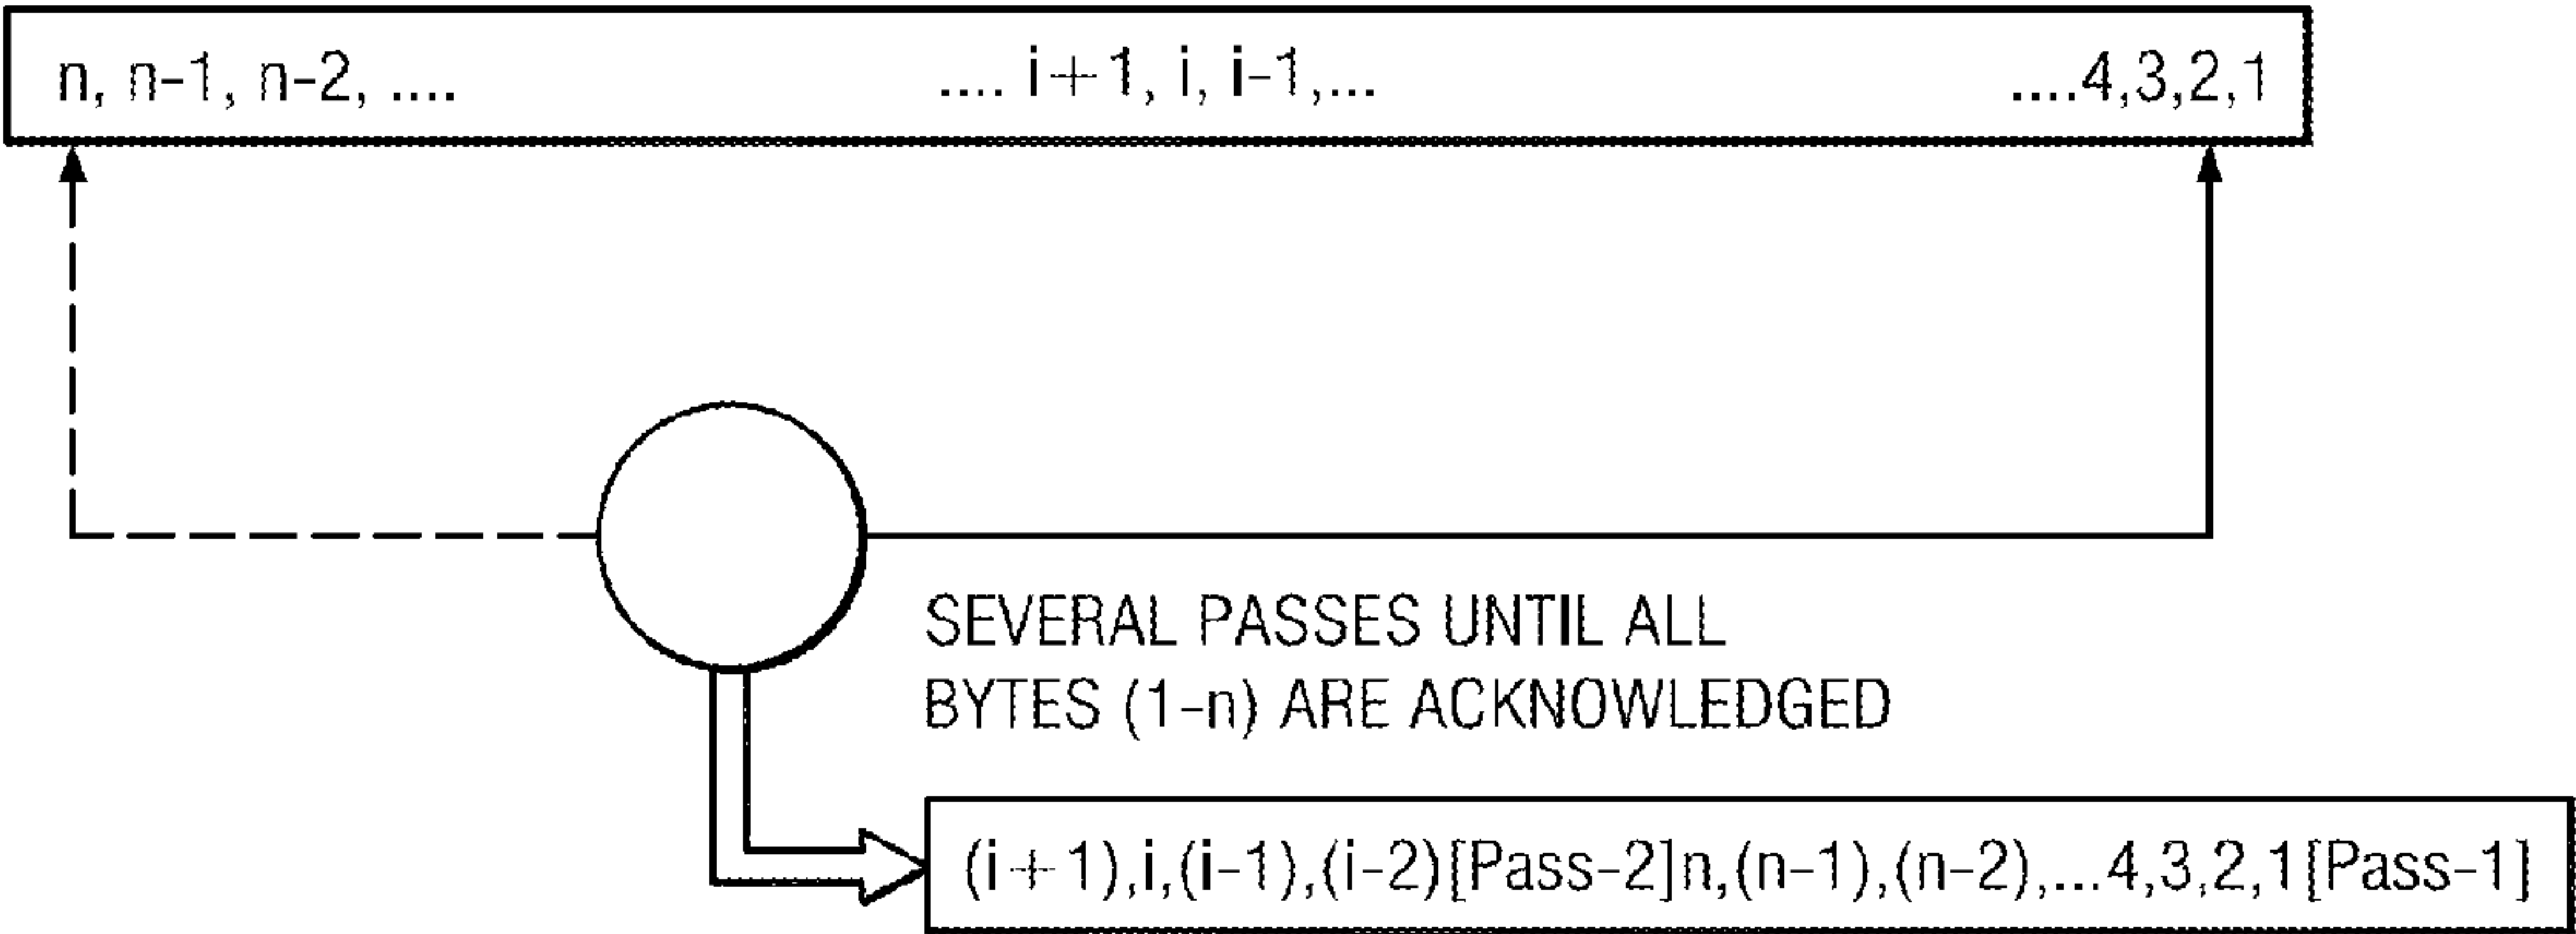 n, n-1, n-2, .... .... i+1, i, i-1,... ....4,3,2,1
SEVERAL PASSES UNTIL ALL
BYTES (1-n) ARE ACKNOWLEDGED
(i+1),i,(i-1),(i-2)[Pass-2]n,(n-1),(n-2),...4,3,2,1[Pass-1]